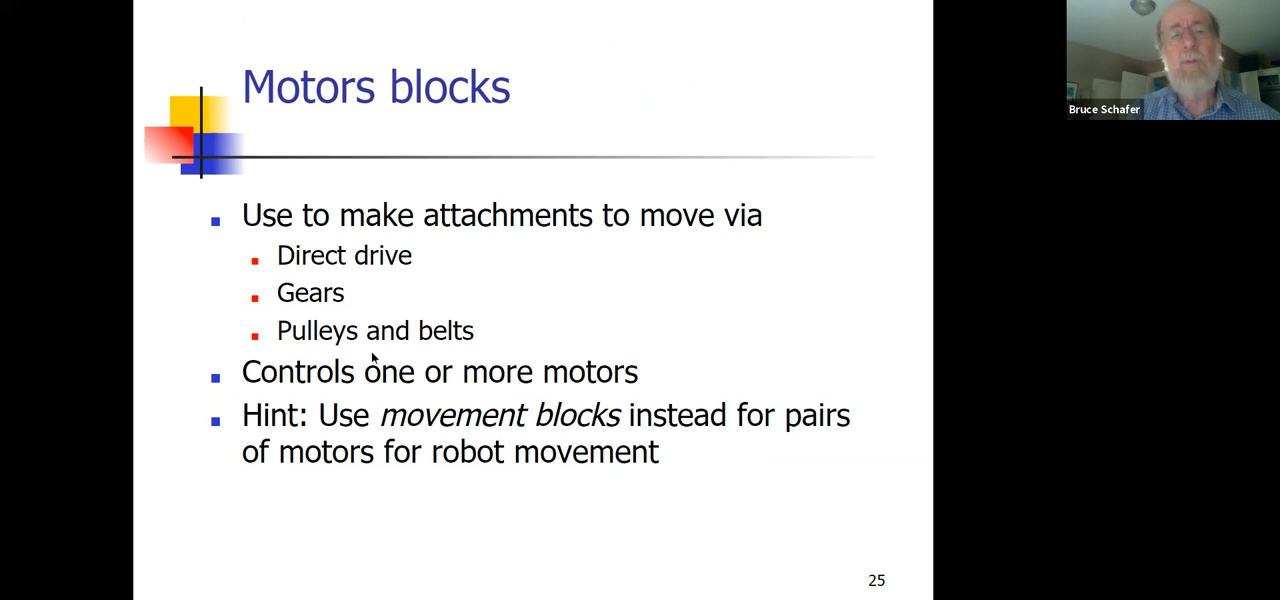 Motors blocks
Bruce Schafer
Use to make attachments to move via
Direct drive
Gears
Pulleys and belts
Controls one or more motors
Hint: Use movement blocks instead for pairs
of motors for robot movement
25